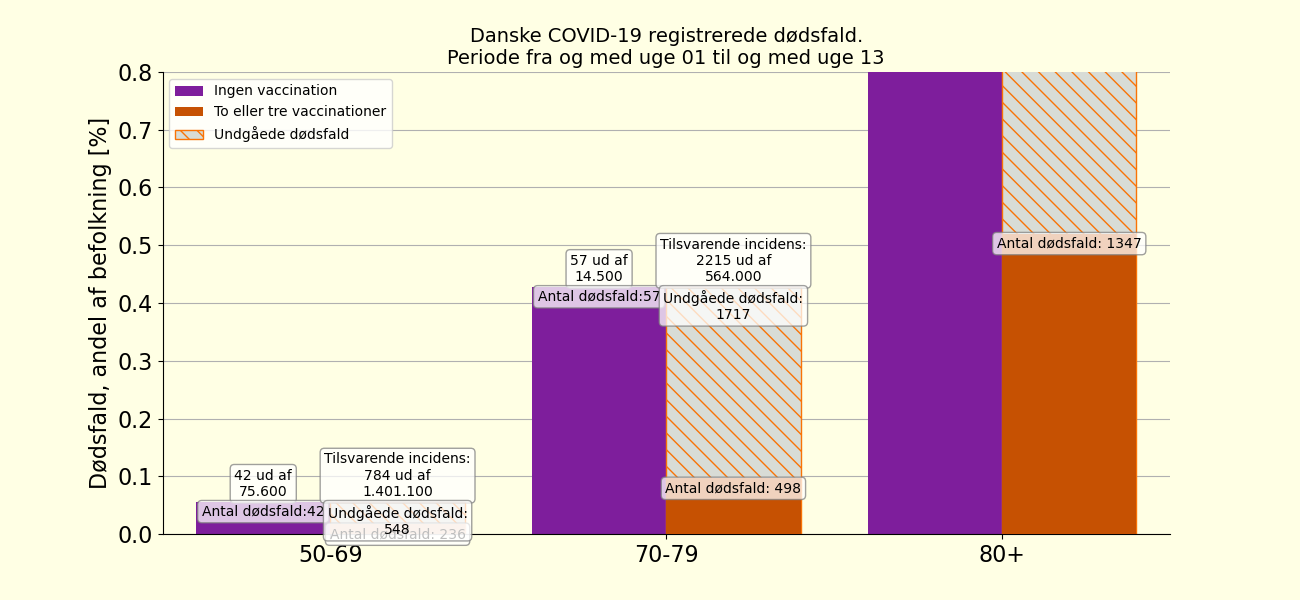 Danske COVID-19 registrerede dødsfald.
Periode fra og med uge 01 til og med uge 13
Dødsfald, andel af befolkning [%]
0.8
0.7
0.6
0.5
0.4
0.3
0.2
0.1
0.0
Ingen vaccination
To eller tre vaccinationer
Undgåede dødsfald
42 ud af
75.600
Antal dødsfald:42
Tilsvarende incidens:
784 ud af
1.401.100
Undgåede dødsfald:
548
Antal dødsfald: 236
57 ud af
14.500
Antal dødsfald:57
Tilsvarende incidens:
2215 ud af
564.000
Undgåede dødsfald:
1717
Antal dødsfald: 498
Antal dødsfald: 1347
50-69
70-79
80+